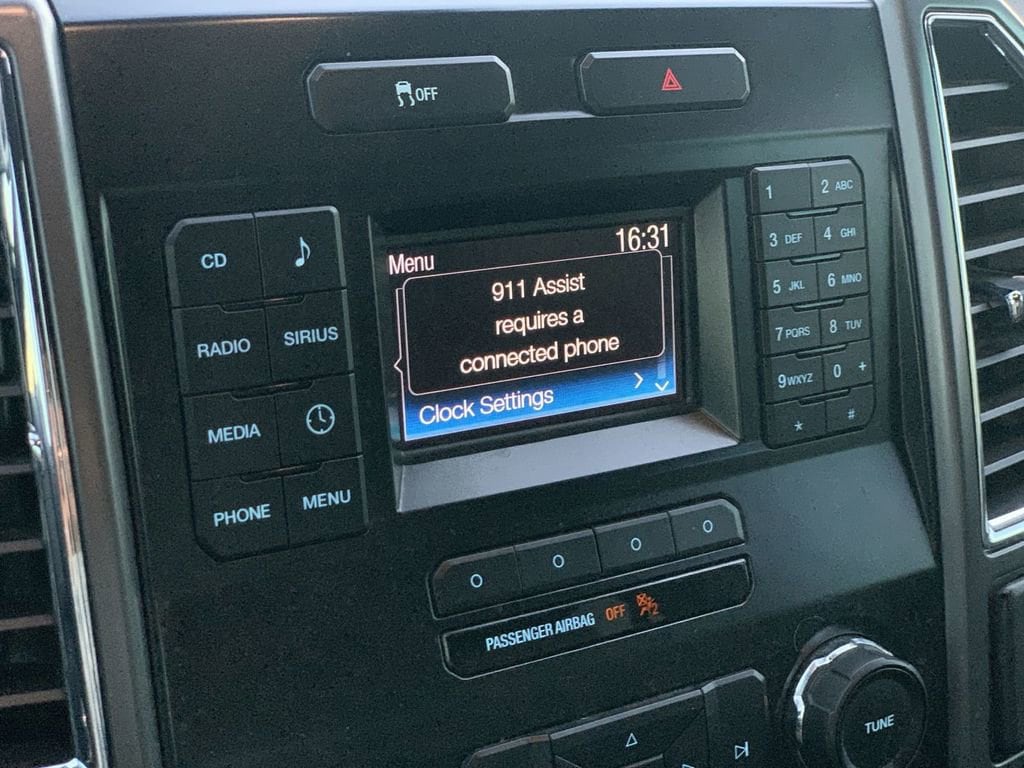 OFF
CD
RADIO
SIRIUS
MEDIA
PHONE
MENU
Menu
16:31
911 Assist
requires a
connected phone
Clock Settings
1
2 ABC
3 DEF
4 GHI
5 JKL
6 MNO
7 PQRS
8 TUV
9 WXYZ
0 +
*
#
PASSENGER AIRBAG OFF 2
TUNE